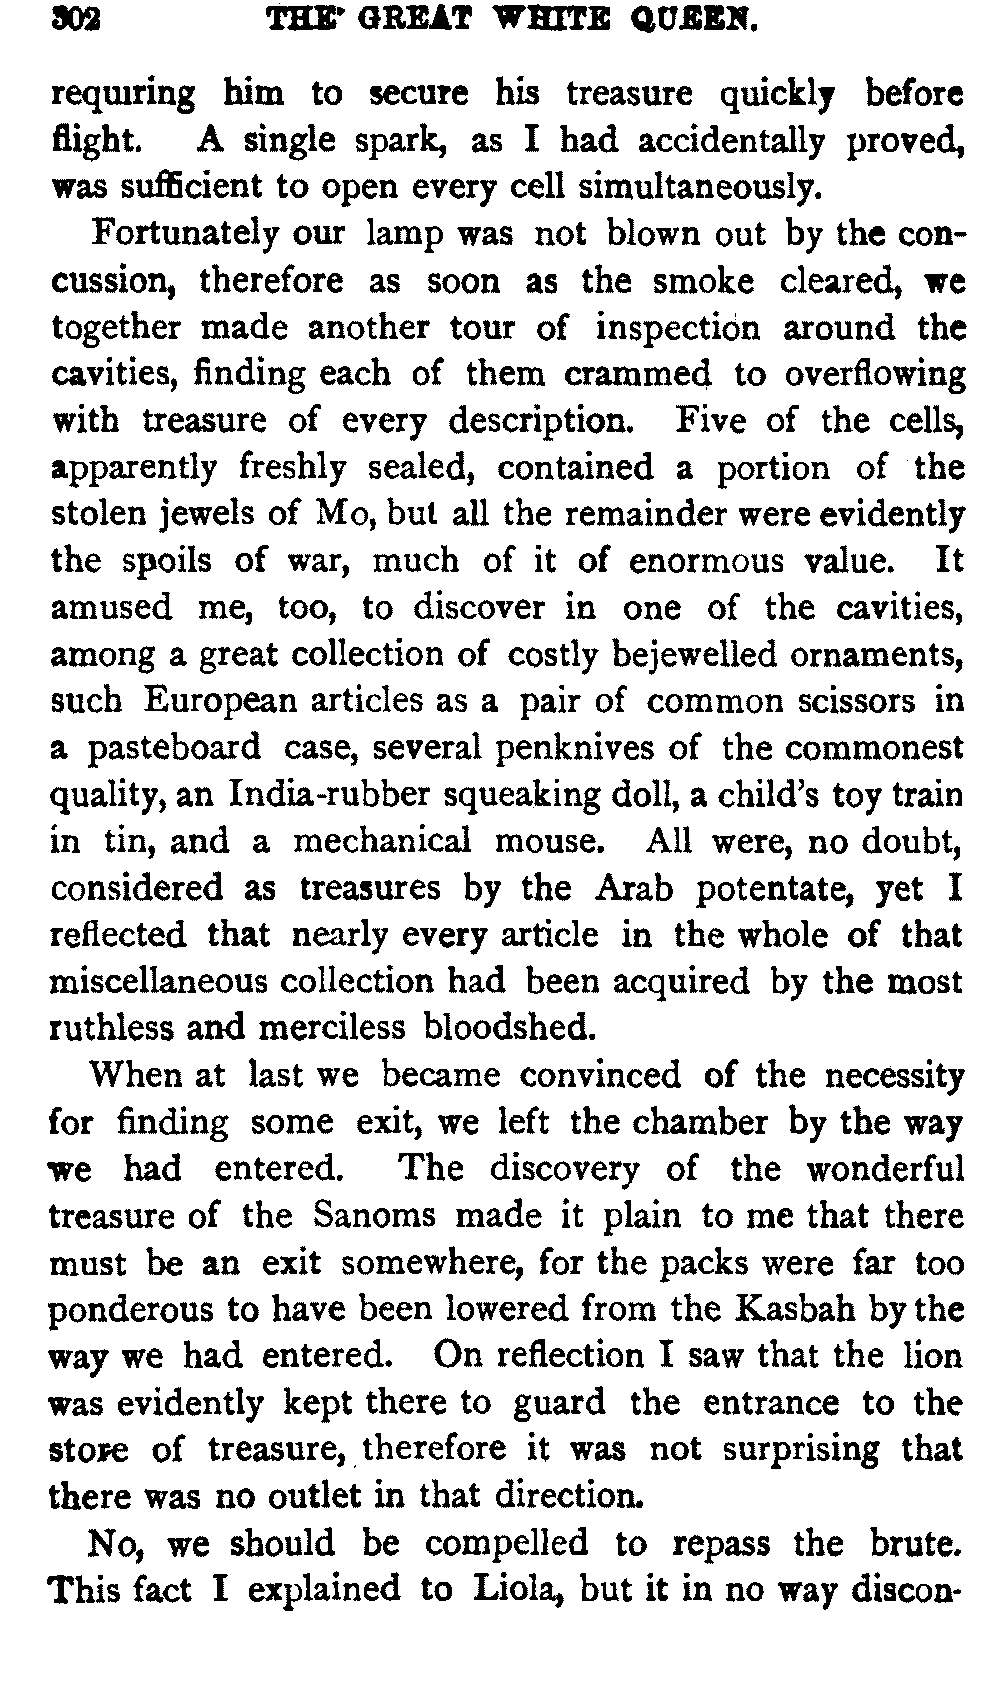 302 THE GREAT WHITE QUEEN.
requiring him to secure his treasure quickly before
flight. A single spark, as I had accidentally proved,
was sufficient to open every cell simultaneously.
Fortunately our lamp was not blown out by the con-
cussion, therefore as soon as the smoke cleared, we
together made another tour of inspection around the
cavities, finding each of them crammed to overflowing
with treasure of every description. Five of the cells,
apparently freshly sealed, contained a portion of the
stolen jewels of Mo, but all the remainder were evidently
the spoils of war, much of it of enormous value. It
amused me, too, to discover in one of the cavities,
among a great collection of costly bejewelled ornaments,
such European articles as a pair of common scissors in
a pasteboard case, several penknives of the commonest
quality, an India-rubber squeaking doll, a child's toy train
in tin, and a mechanical mouse. All were, no doubt,
considered as treasures by the Arab potentate, yet I
reflected that nearly every article in the whole of that
miscellaneous collection had been acquired by the most
ruthless and merciless bloodshed.
When at last we became convinced of the necessity
for finding some exit, we left the chamber by the way
we had entered. The discovery of the wonderful
treasure of the Sanoms made it plain to me that there
must be an exit somewhere, for the packs were far too
ponderous to have been lowered from the Kasbah by the
way we had entered. On reflection I saw that the lion
was evidently kept there to guard the entrance to the
store of treasure, therefore it was not surprising that
there was no outlet in that direction.
No, we should be compelled to repass the brute.
This fact I explained to Liola, but it in no way discon-